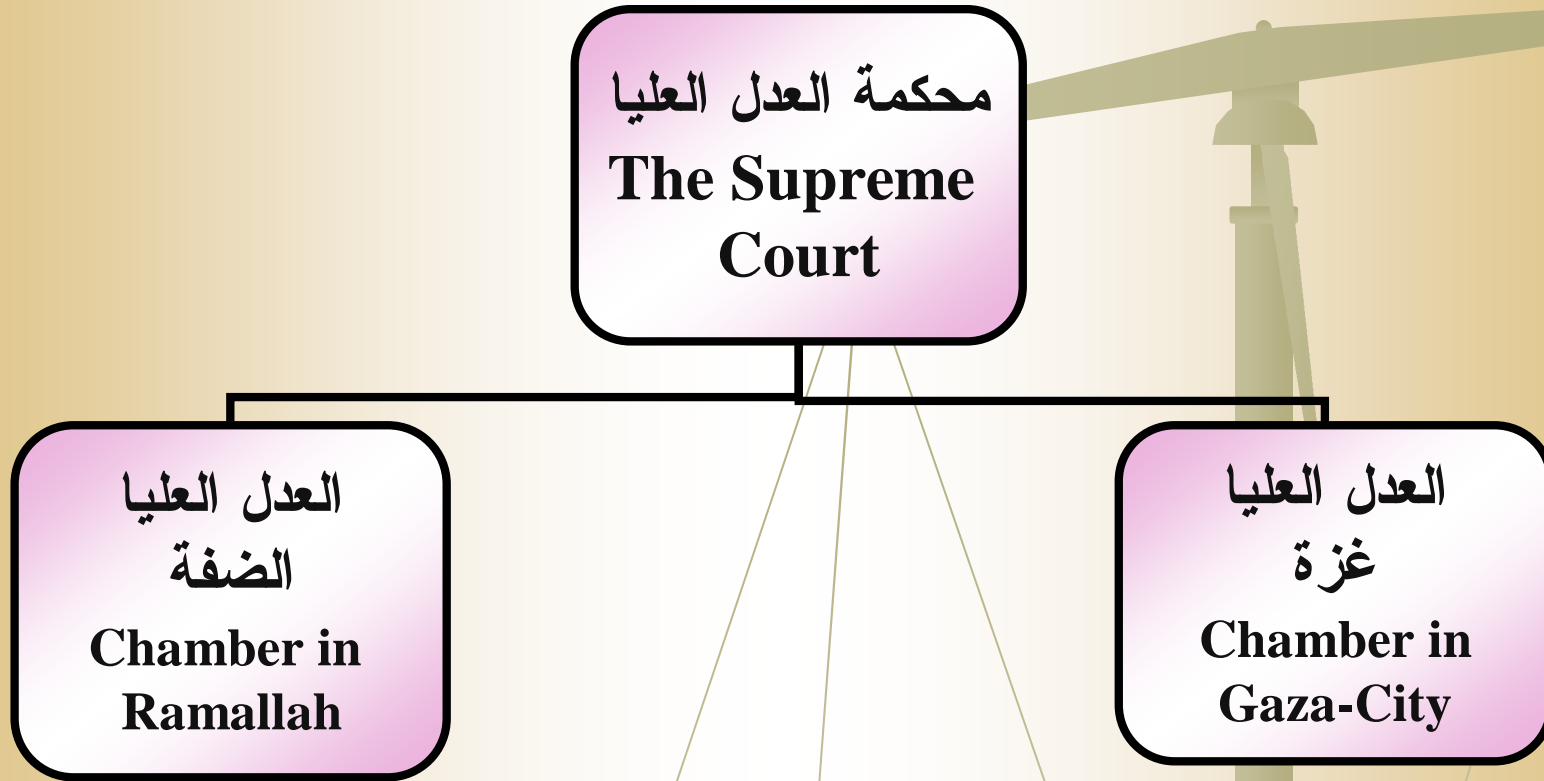 محكمة العدل العليا
The Supreme
Court
العدل العليا
الضفة
Chamber in
Ramallah
العدل العليا
غزة
Chamber in
Gaza-City